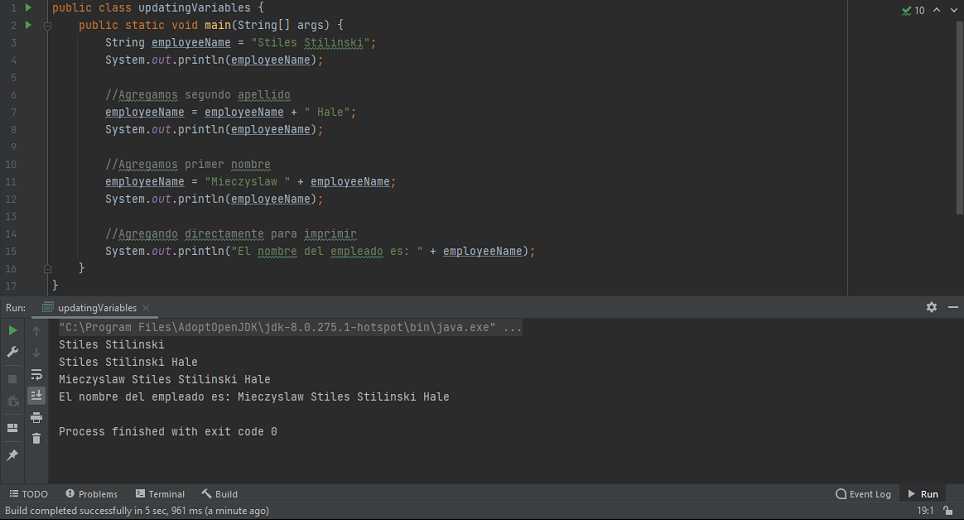 1 public class updatingVariables {
10
2 public static void main(String[] args) {
3 String employeeName = "Stiles Stilinski";
4 System.out.println(employeeName);
5
6 //Agregamos segundo apellido
7 employeeName = employeeName + " Hale";
8 System.out.println(employeeName);
9
10 //Agregamos primer nombre
11 employeeName = "Mieczyslaw " + employeeName;
12 System.out.println(employeeName);
13
14 //Agregando directamente para imprimir
15 System.out.println("El nombre del empleado es: " + employeeName);
16 }
17 }
Run: updatingVariables
"C:\Program Files\AdoptOpenJDK\jdk-8.0.275.1-hotspot\bin\java.exe" ...
Stiles Stilinski
Stiles Stilinski Hale
Mieczyslaw Stiles Stilinski Hale
El nombre del empleado es: Mieczyslaw Stiles Stilinski Hale
Process finished with exit code 0
TODO Problems Terminal Build Event Log Run
Build completed successfully in 5 sec, 961 ms (a minute ago) 19:1